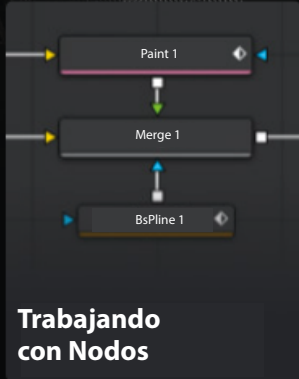 Paint 1
Merge 1
BsPline 1
Trabajando
con Nodos